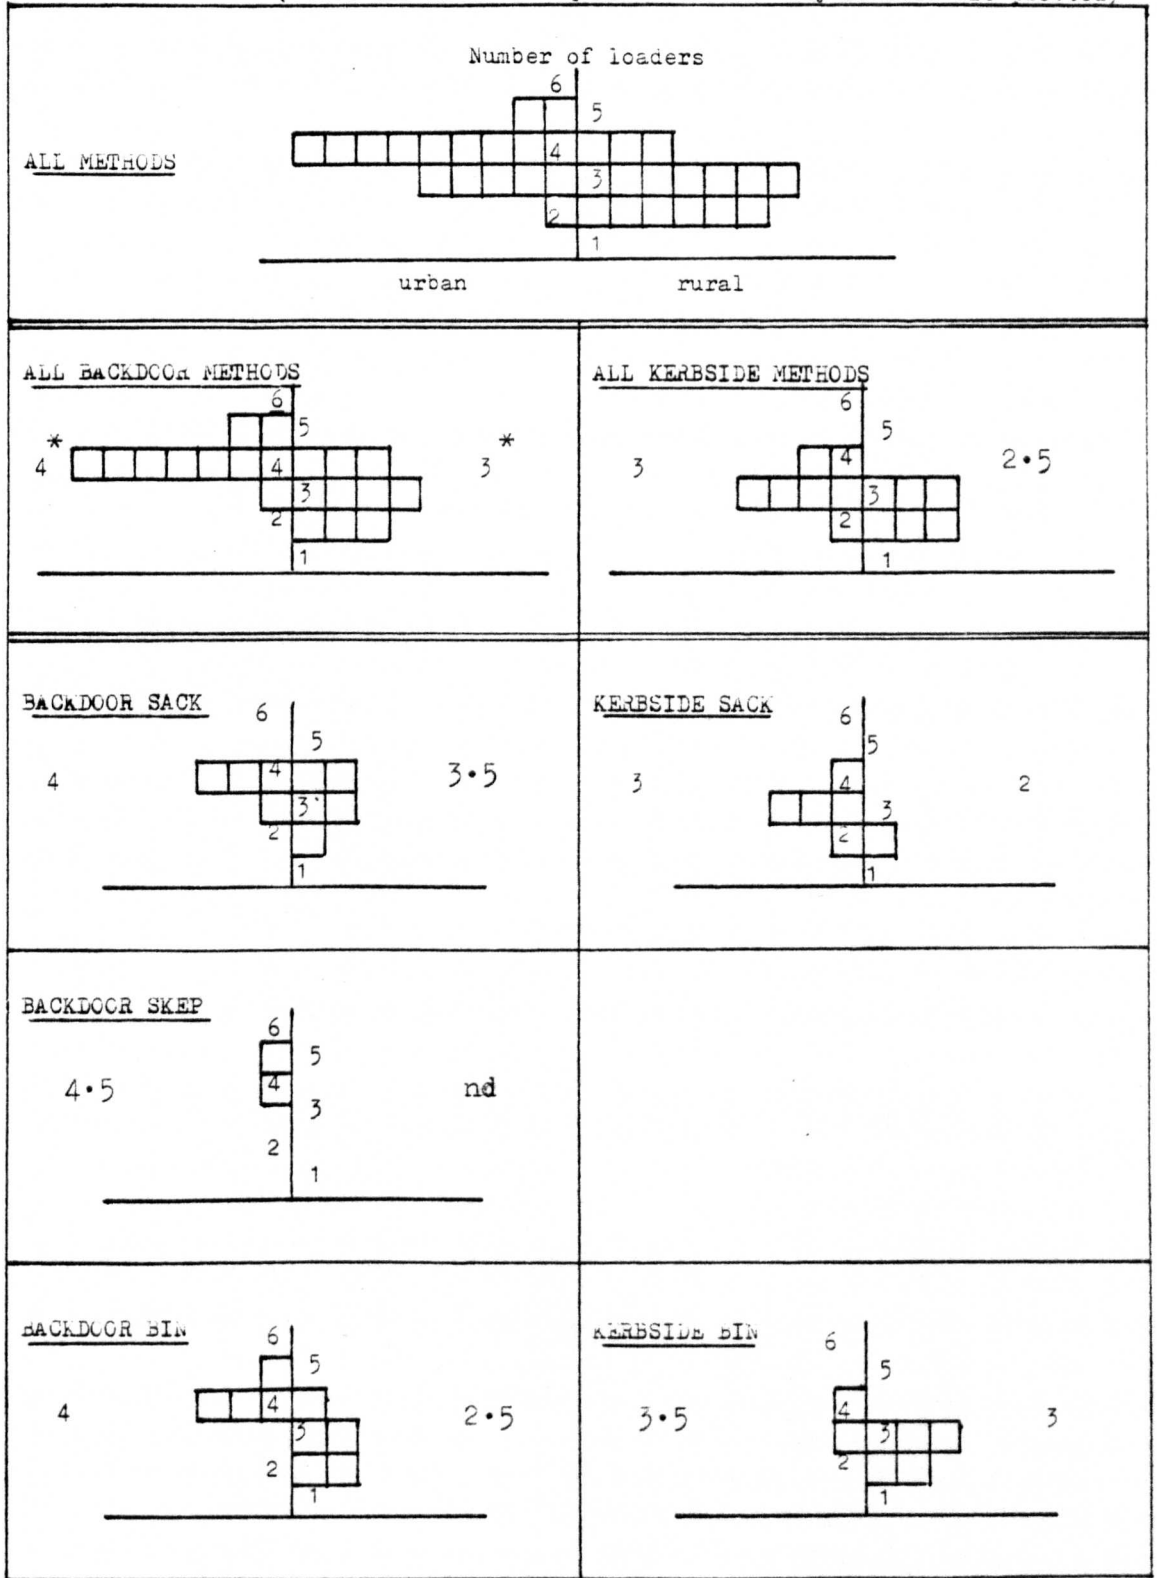 Number of loaders
6
5
ALL METHODS
4
3
2
1
urban rural
ALL BACKDOOR METHODS
6
5
4* 4 3*
3
2
1
ALL KERBSIDE METHODS
6
5
3 4 2·5
3
2
1
BACKDOOR SACK
6
5
4 4 3·5
3
2
1
KERBSIDE SACK
6
5
3 4 2
3
2
1
BACKDOOR SKEP
6
5
4·5 4 nd
3
2
1
BACKDOOR BIN
6
5
4 4 2·5
3
2
1
KERBSIDE BIN
6
5
3·5 4 3
3
2
1